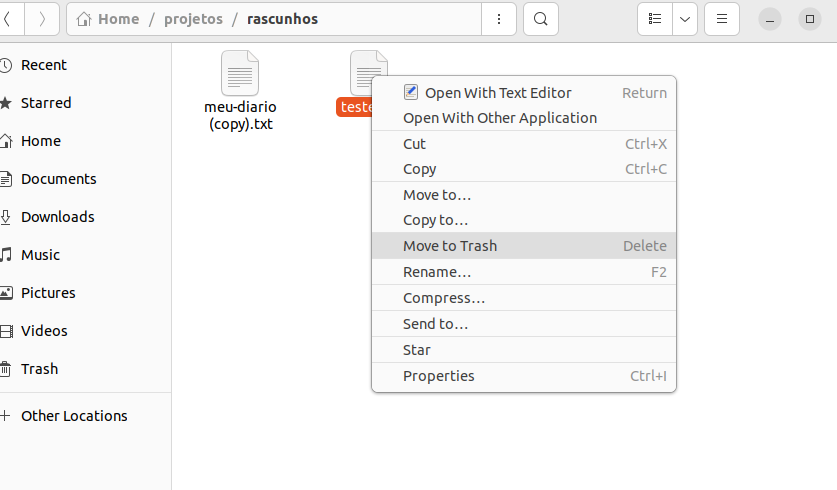 Home / projetos / rascunhos
Recent
Starred
Home
Documents
Downloads
Music
Pictures
Videos
Trash
Other Locations
meu-diario
(copy).txt
teste
Open With Text Editor Return
Open With Other Application
Cut Ctrl+X
Copy Ctrl+C
Move to…
Copy to…
Move to Trash Delete
Rename… F2
Compress…
Send to…
Star
Properties Ctrl+I